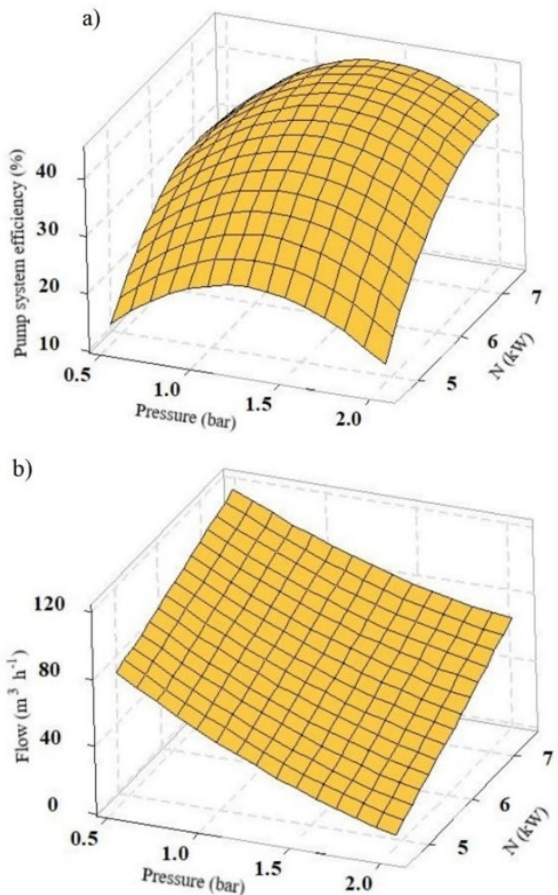 a)
Pump system efficiency (%)
40
30
20
10
0.5
1.0
1.5
2.0
Pressure (bar)
5
6
7
N (kW)
b)
Flow (m³ h⁻¹)
120
80
40
0
0.5
1.0
1.5
2.0
Pressure (bar)
5
6
7
N (kW)